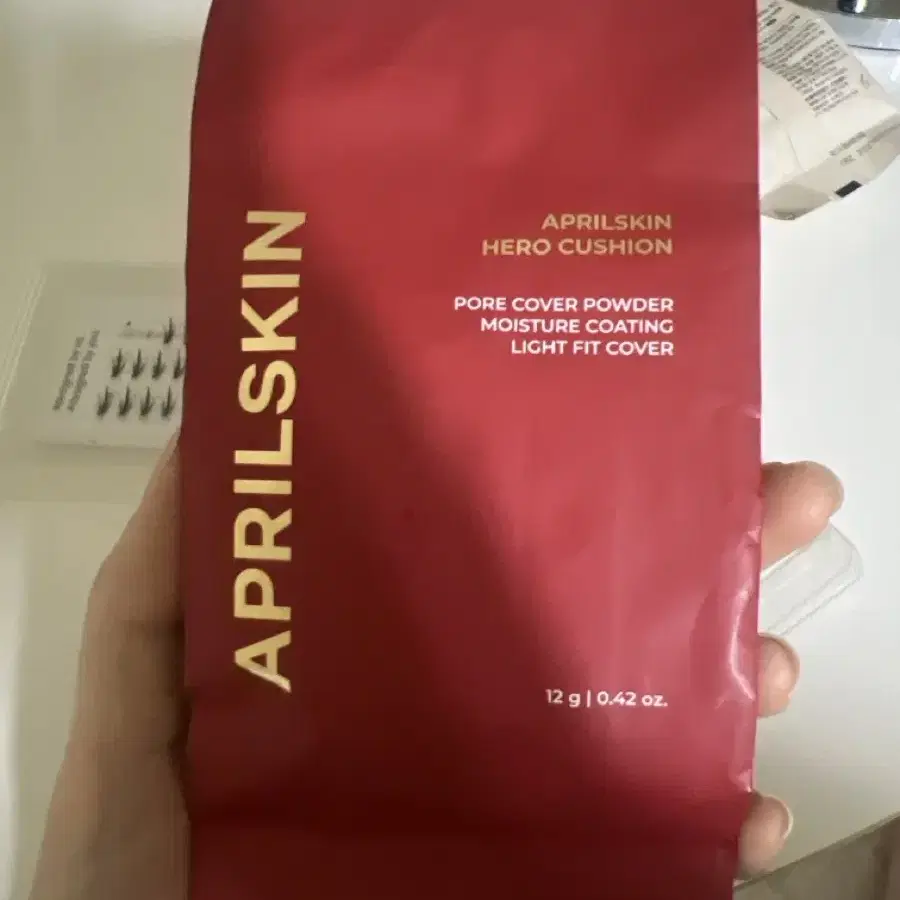 APRILSKIN
APRILSKIN
HERO CUSHION
PORE COVER POWDER
MOISTURE COATING
LIGHT FIT COVER
12 g | 0.42 oz.